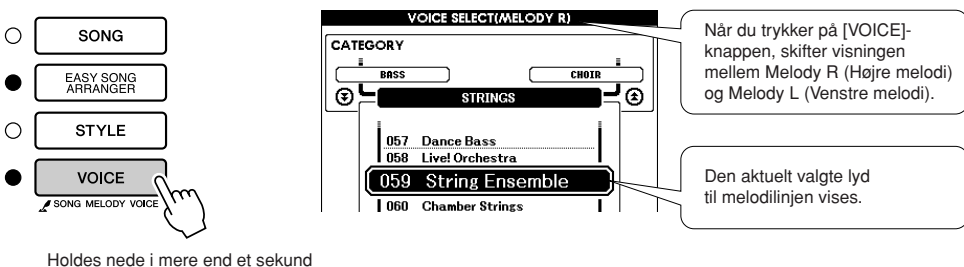 SONG
EASY SONG
ARRANGER
STYLE
VOICE
SONG MELODY VOICE
Holdes nede i mere end et sekund
VOICE SELECT(MELODY R)
CATEGORY
BASS
CHOIR
STRINGS
057 Dance Bass
058 Live! Orchestra
059 String Ensemble
060 Chamber Strings
Når du trykker på [VOICE]-
knappen, skifter visningen
mellem Melody R (Højre melodi)
og Melody L (Venstre melodi).
Den aktuelt valgte lyd
til melodilinjen vises.